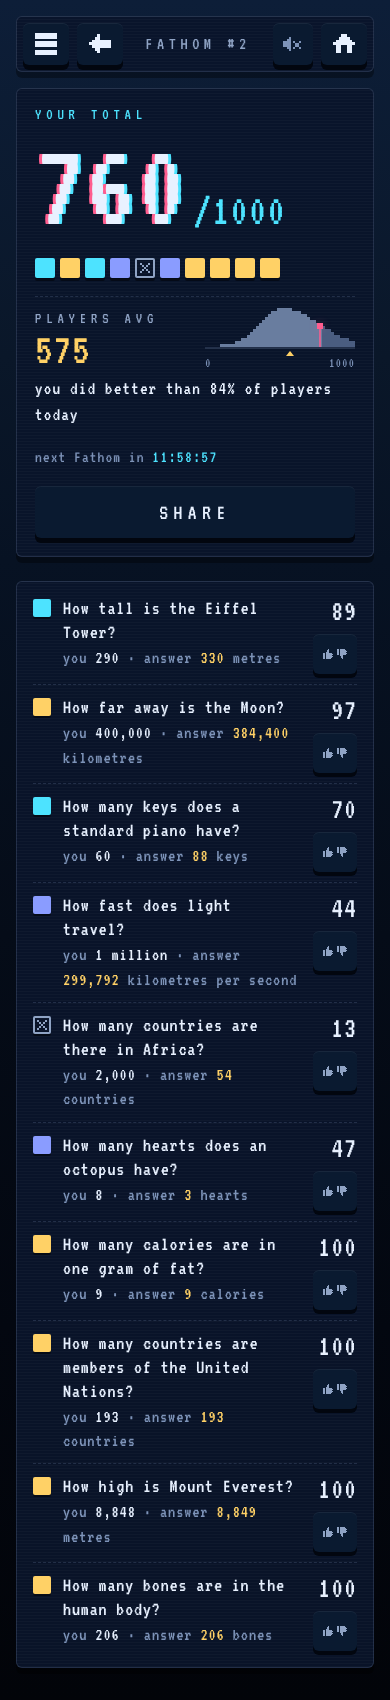 FATHOM #2
YOUR TOTAL
760/1000
PLAYERS AVG
575
0 1000
you did better than 84% of players
today
next Fathom in 11:58:57
SHARE
How tall is the Eiffel 89
Tower?
you 290 · answer 330 metres
How far away is the Moon? 97
you 400,000 · answer 384,400
kilometres
How many keys does a 70
standard piano have?
you 60 · answer 88 keys
How fast does light 44
travel?
you 1 million · answer
299,792 kilometres per second
How many countries are 13
there in Africa?
you 2,000 · answer 54
countries
How many hearts does an 47
octopus have?
you 8 · answer 3 hearts
How many calories are in 100
one gram of fat?
you 9 · answer 9 calories
How many countries are 100
members of the United
Nations?
you 193 · answer 193
countries
How high is Mount Everest? 100
you 8,848 · answer 8,849
metres
How many bones are in the 100
human body?
you 206 · answer 206 bones